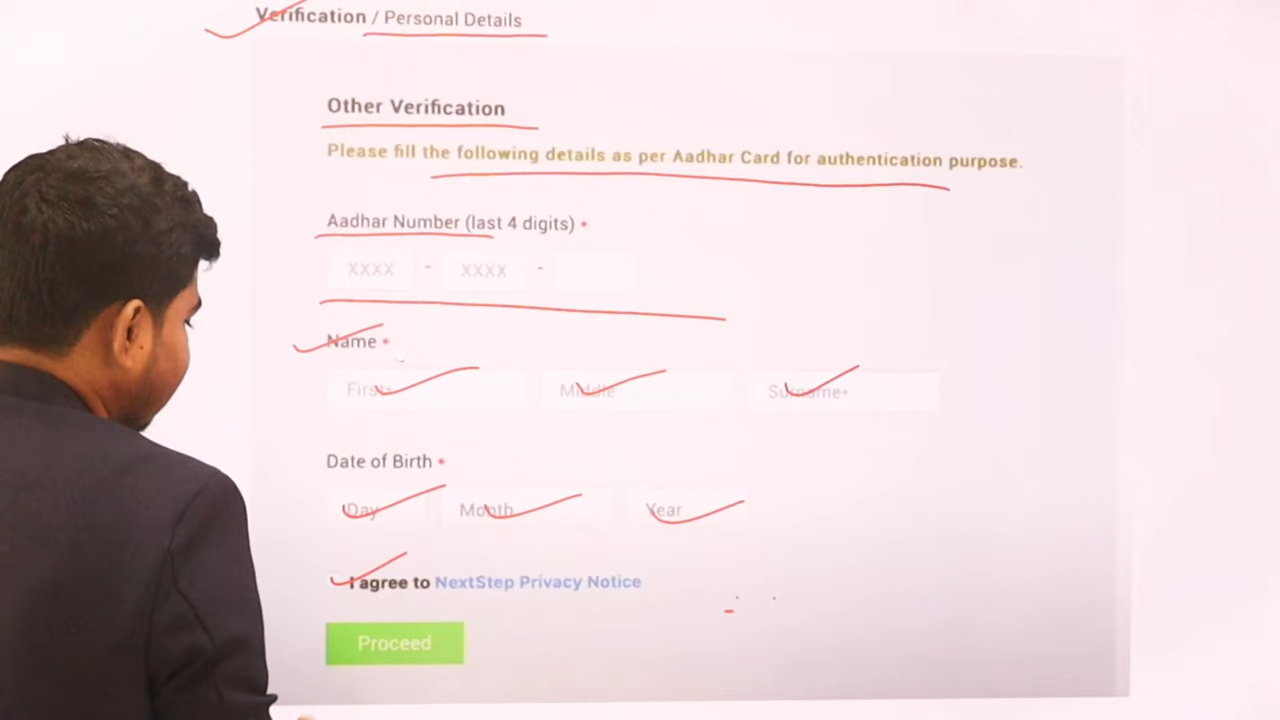 Verification / Personal Details
Other Verification
Please fill the following details as per Aadhar Card for authentication purpose.
Aadhar Number (last 4 digits) *
XXXX - XXXX -
Name *
First* Middle Surname*
Date of Birth *
Day Month Year
I agree to NextStep Privacy Notice
Proceed